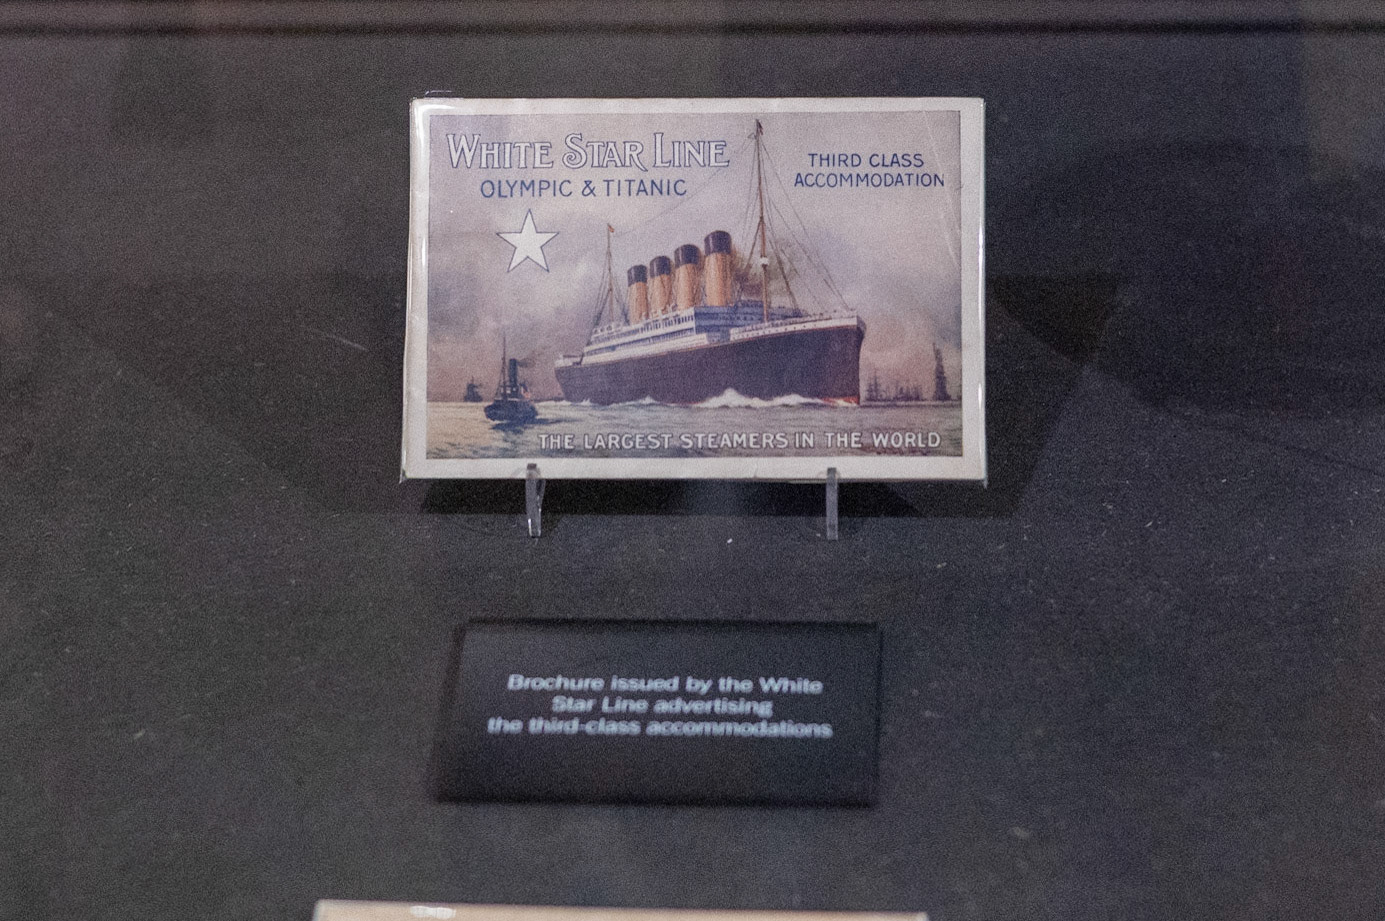 WHITE STAR LINE
OLYMPIC & TITANIC
THIRD CLASS
ACCOMMODATION
THE LARGEST STEAMERS IN THE WORLD
Brochure issued by the White
Star Line advertising
the third-class accommodations